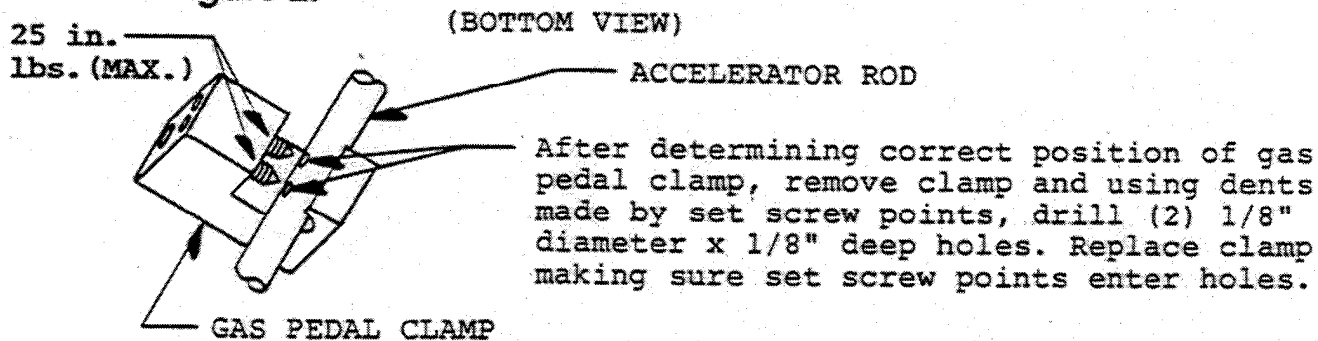 (BOTTOM VIEW)
25 in.
lbs.(MAX.)
ACCELERATOR ROD
After determining correct position of gas
pedal clamp, remove clamp and using dents
made by set screw points, drill (2) 1/8"
diameter x 1/8" deep holes. Replace clamp
making sure set screw points enter holes.
GAS PEDAL CLAMP